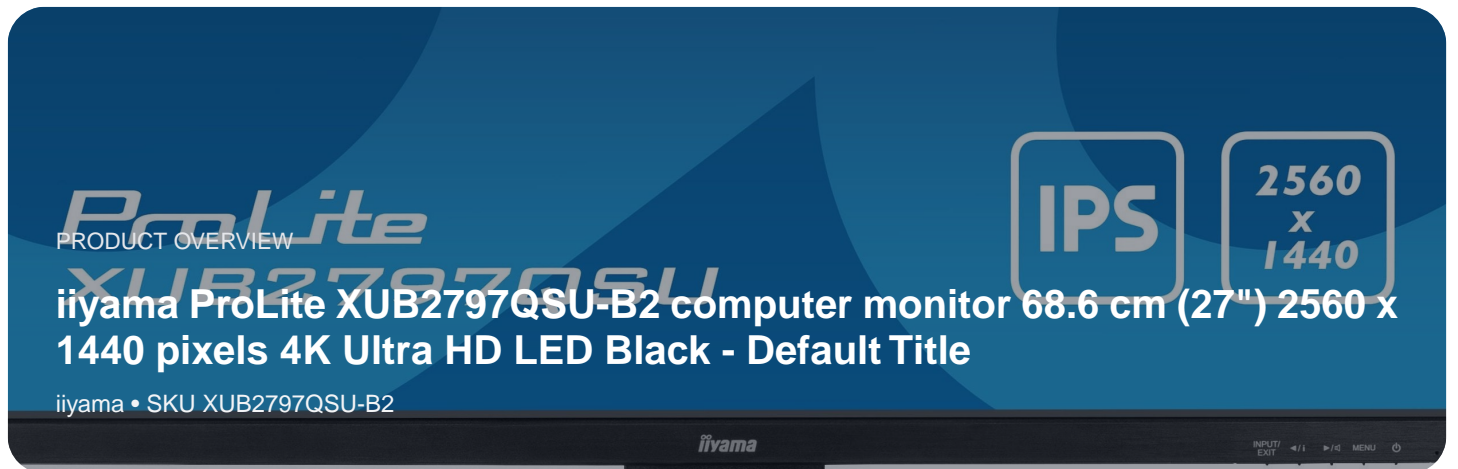 ProLite
PRODUCT OVERVIEW
XUB2797QSU
IPS
2560
x
1440
iiyama ProLite XUB2797QSU-B2 computer monitor 68.6 cm (27") 2560 x
1440 pixels 4K Ultra HD LED Black - Default Title
iiyama • SKU XUB2797QSU-B2
iiyama
INPUT/
EXIT
◄/i ►/ MENU